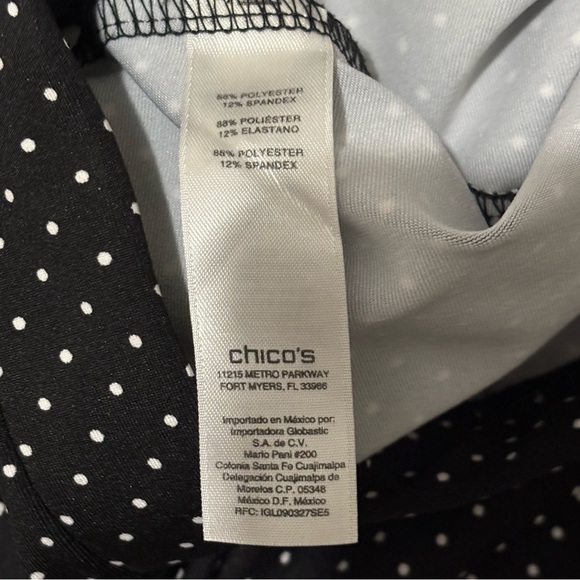 88% POLYESTER
12% SPANDEX
88% POLIÉSTER
12% ELASTANO
88% POLYESTER
12% SPANDEX
chico's
11215 METRO PARKWAY
FORT MYERS, FL 33966
Importado en México por:
Importadora Globastic
S.A. de C.V.
Mario Pani #200
Colonia Santa Fe Cuajimalpa
Delegación Cuajimalpa de
Morelos C.P. 05348
México D.F. México
RFC: IGL090327SE5